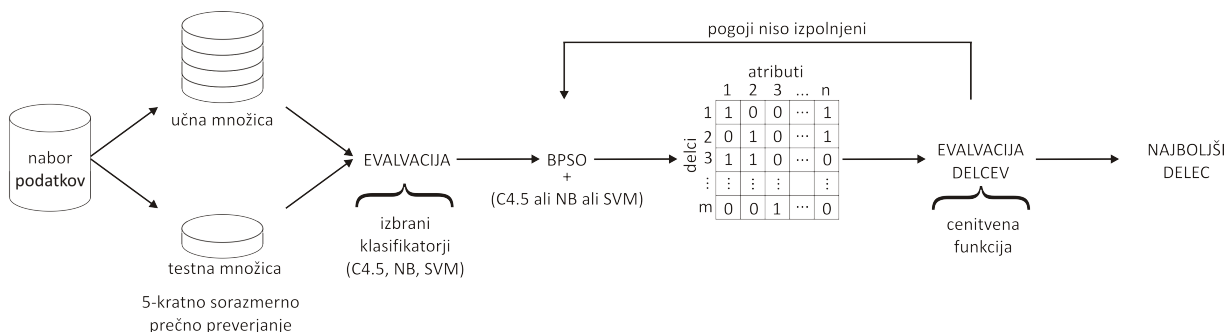 pogoji niso izpolnjeni
nabor
podatkov
učna množica
testna množica
5-kratno sorazmerno
prečno preverjanje
EVALVACIJA
izbrani
klasifikatorji
(C4.5, NB, SVM)
BPSO
+
(C4.5 ali NB ali SVM)
atributi
1 2 3 ... n
delci
1 1 0 0 ... 1
2 0 1 0 ... 1
3 1 1 0 ... 0
⋮ ⋮ ⋮ ⋮ ... ⋮
m 0 0 1 ... 0
EVALVACIJA
DELCEV
cenitvena
funkcija
NAJBOLJŠI
DELEC